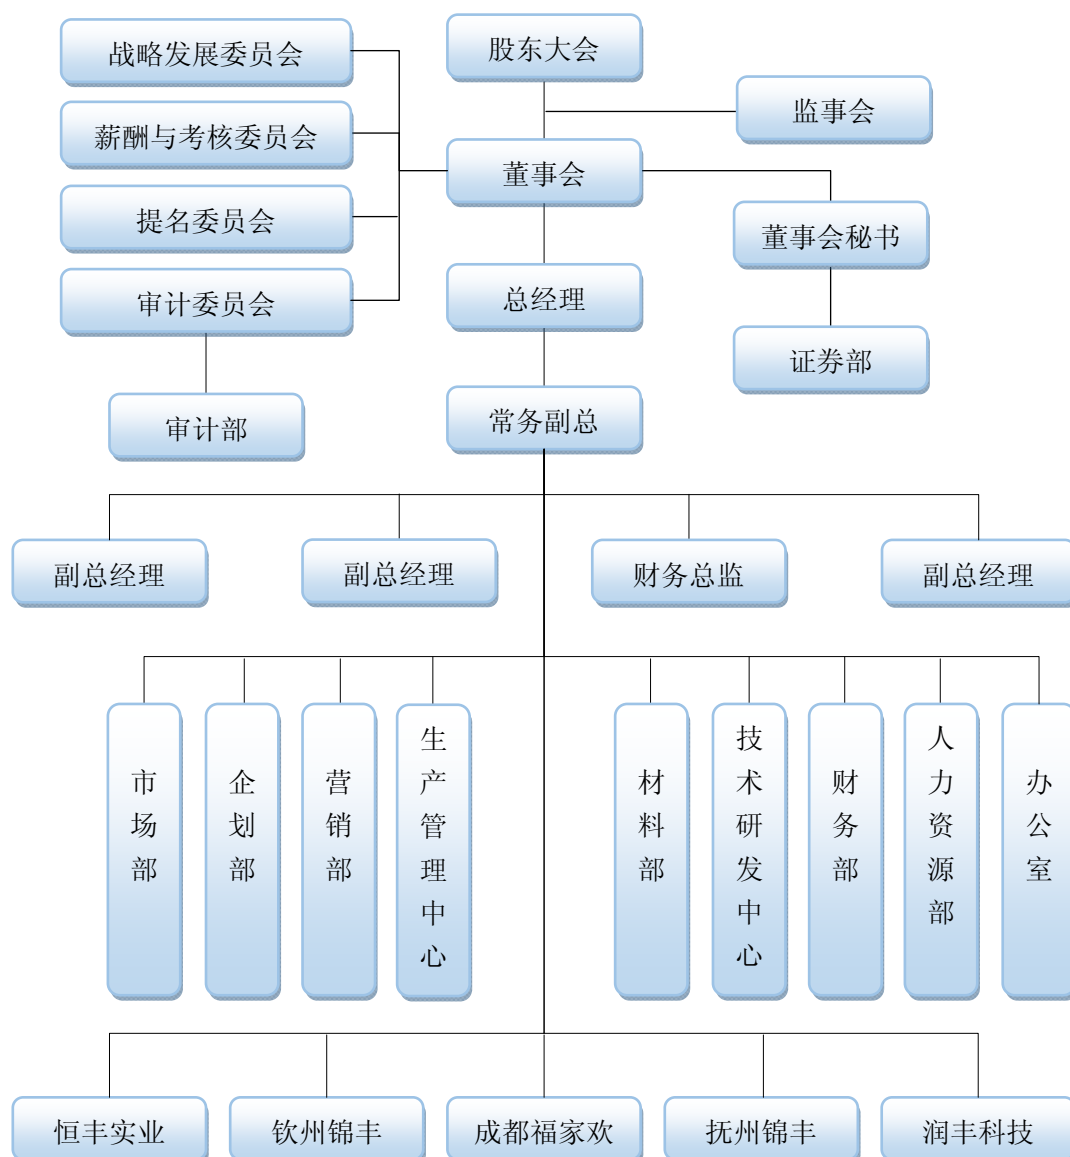 战略发展委员会
股东大会
监事会
薪酬与考核委员会
董事会
提名委员会
董事会秘书
审计委员会
总经理
证券部
审计部
常务副总
副总经理
副总经理
财务总监
副总经理
市场部
企划部
营销部
生产管理中心
材料部
技术研发中心
财务部
人力资源部
办公室
恒丰实业
钦州锦丰
成都福家欢
抚州锦丰
润丰科技